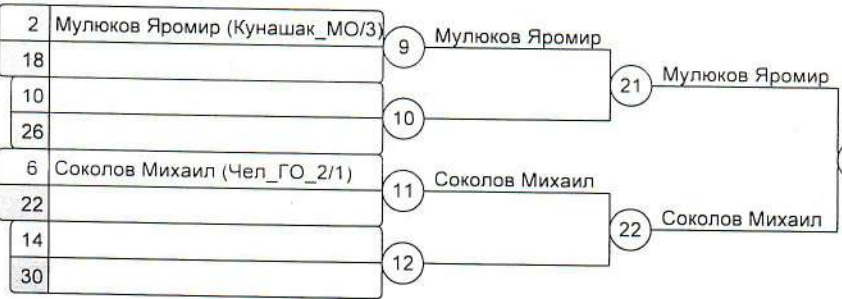 2 Мулюков Яромир (Кунашак_МО/3)
18
9 Мулюков Яромир
10
26
10
21 Мулюков Яромир
6 Соколов Михаил (Чел_ГО_2/1)
22
11 Соколов Михаил
14
30
12
22 Соколов Михаил